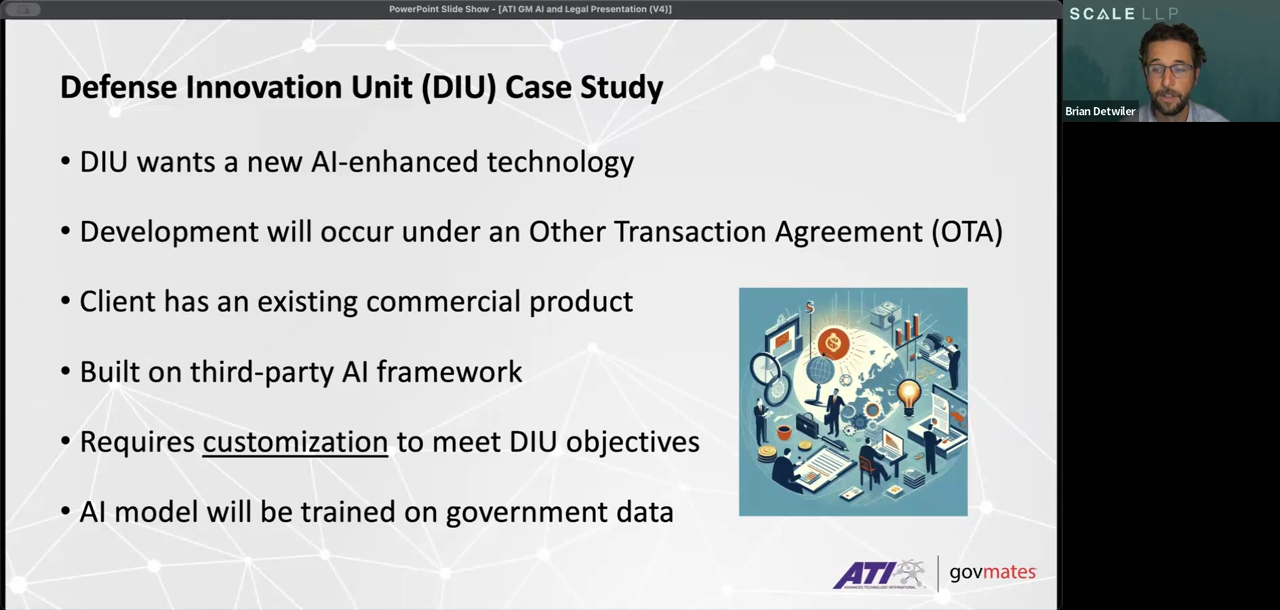 PowerPoint Slide Show - [ATI GM AI and Legal Presentation (V4)]
SCALE LLP
Brian Detwiler
Defense Innovation Unit (DIU) Case Study
• DIU wants a new AI-enhanced technology
• Development will occur under an Other Transaction Agreement (OTA)
• Client has an existing commercial product
• Built on third-party AI framework
• Requires customization to meet DIU objectives
• AI model will be trained on government data
$
ATI
ADVANCED TECHNOLOGY INTERNATIONAL
govmates